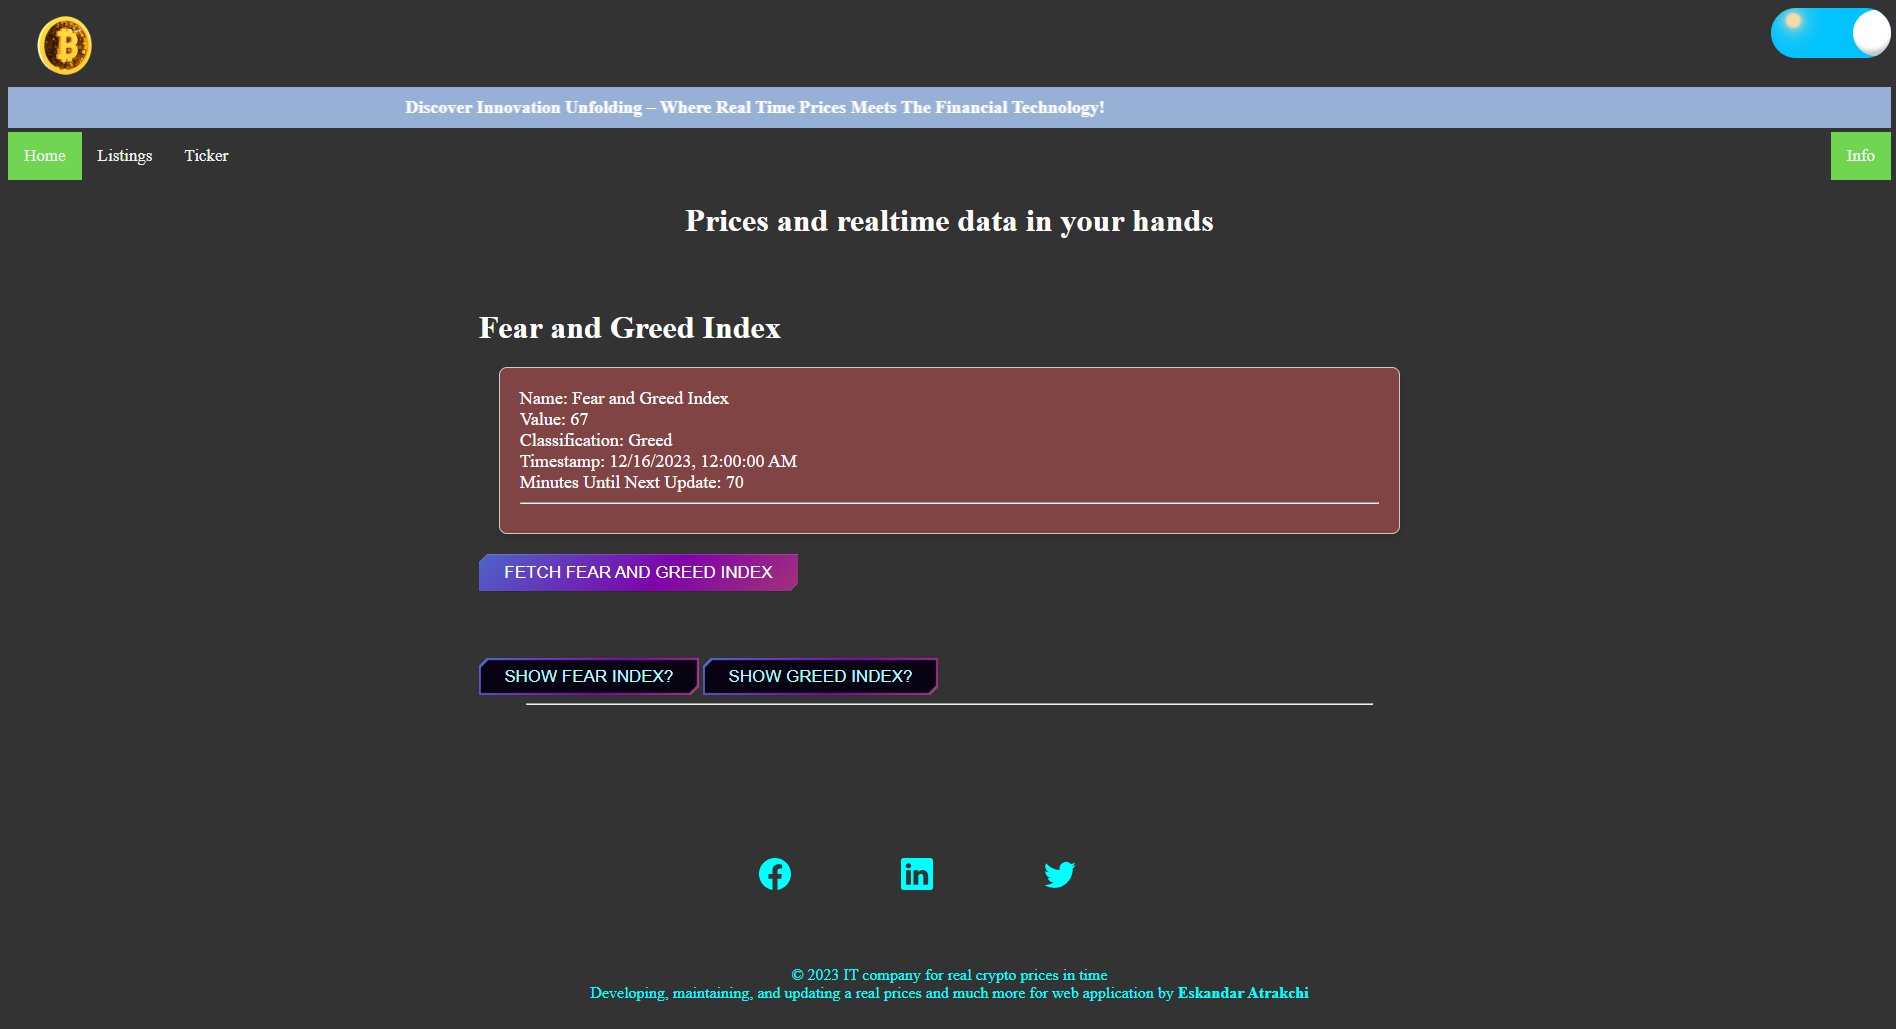 Discover Innovation Unfolding – Where Real Time Prices Meets The Financial Technology!
Home Listings Ticker Info
Prices and realtime data in your hands
Fear and Greed Index
Name: Fear and Greed Index
Value: 67
Classification: Greed
Timestamp: 12/16/2023, 12:00:00 AM
Minutes Until Next Update: 70
FETCH FEAR AND GREED INDEX
SHOW FEAR INDEX? SHOW GREED INDEX?
© 2023 IT company for real crypto prices in time
Developing, maintaining, and updating a real prices and much more for web application by Eskandar Atrakchi